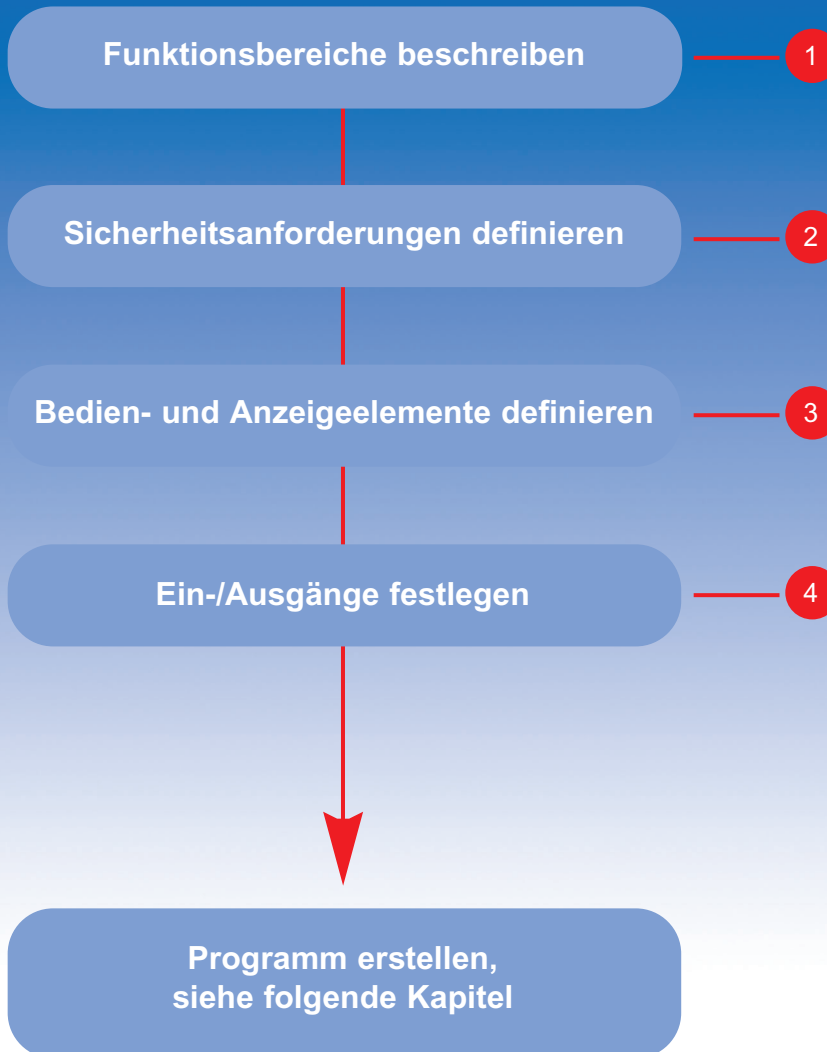 Funktionsbereiche beschreiben
1
Sicherheitsanforderungen definieren
2
Bedien- und Anzeigeelemente definieren
3
Ein-/Ausgänge festlegen
4
Programm erstellen,
siehe folgende Kapitel